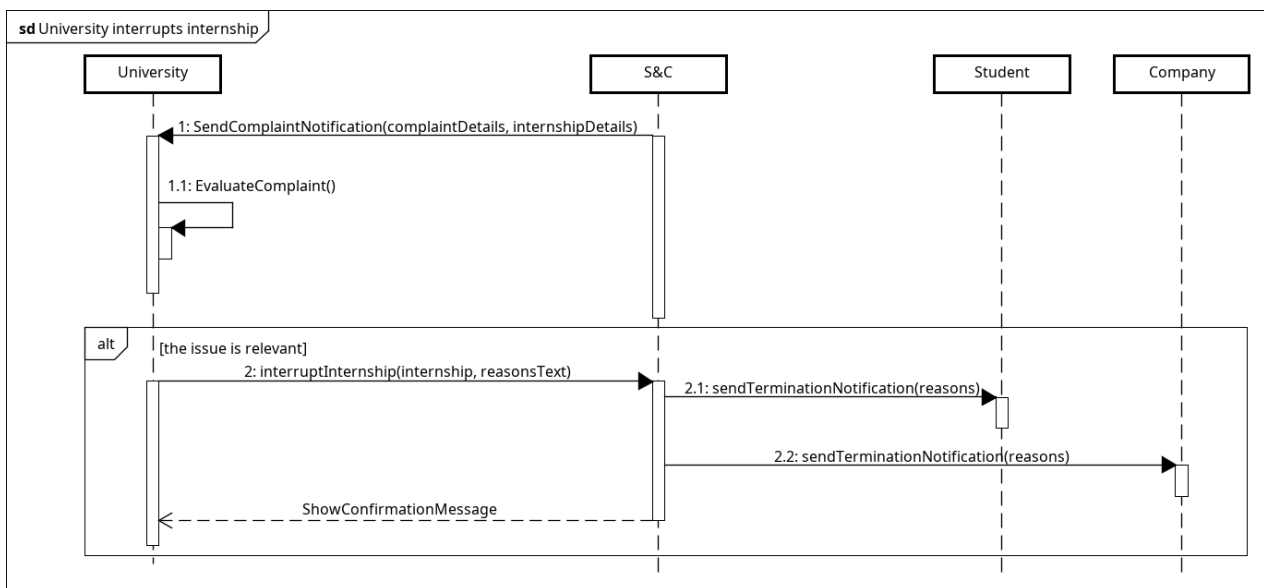 sd University interrupts internship
University
S&C
Student
Company
1: SendComplaintNotification(complaintDetails, internshipDetails)
1.1: EvaluateComplaint()
alt
[the issue is relevant]
2: interruptInternship(internship, reasonsText)
2.1: sendTerminationNotification(reasons)
2.2: sendTerminationNotification(reasons)
ShowConfirmationMessage